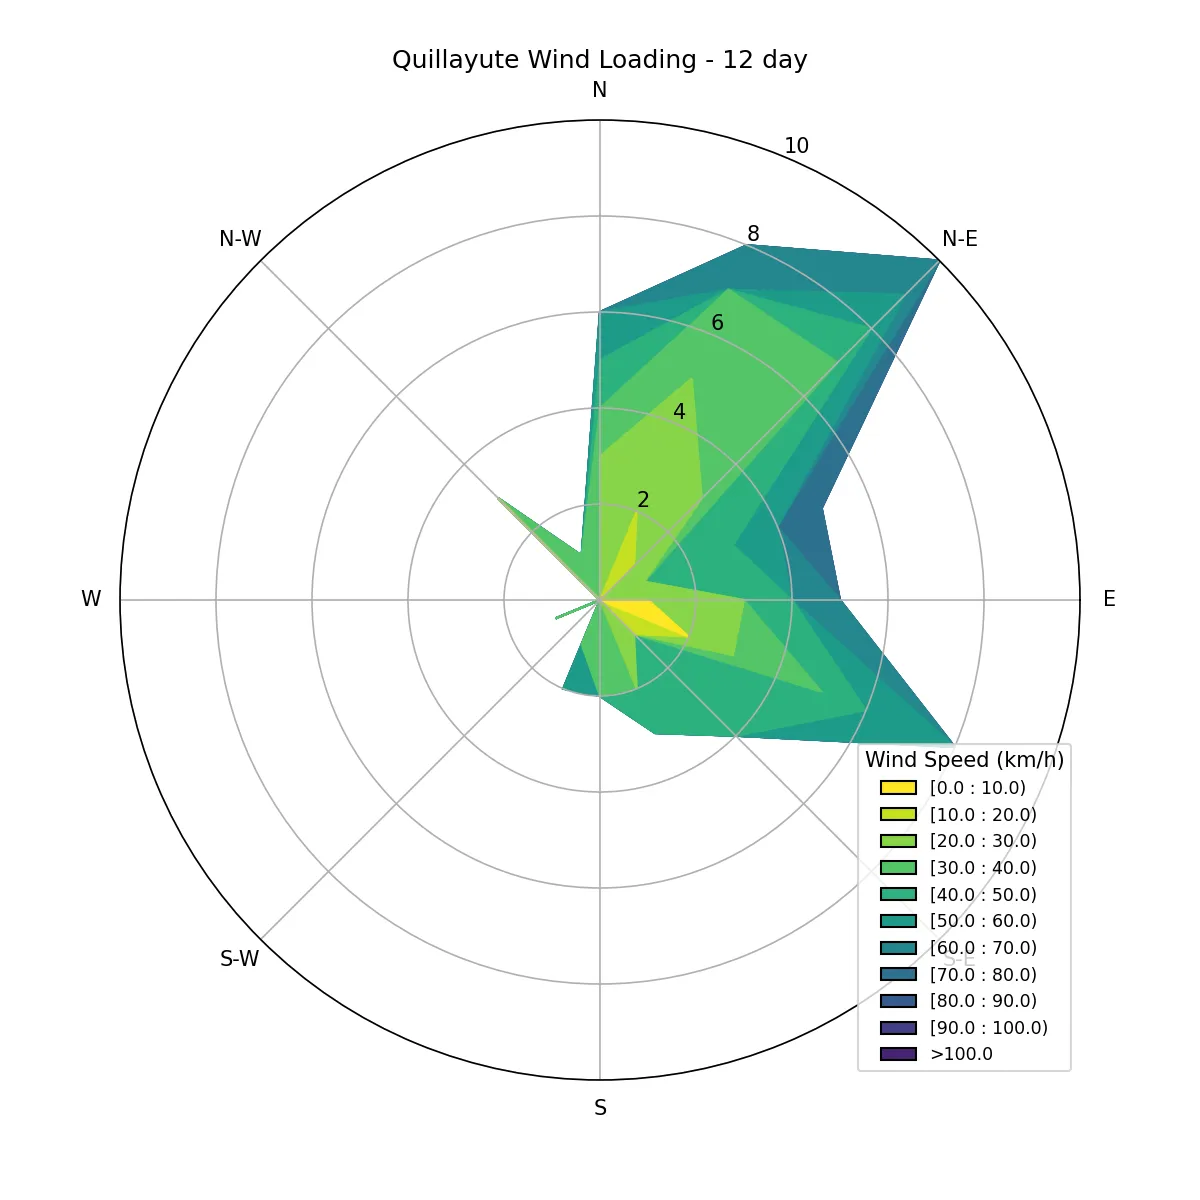 Quillayute Wind Loading - 12 day
N
10
8
N-W
N-E
6
4
2
W
E
Wind Speed (km/h)
[0.0 : 10.0)
[10.0 : 20.0)
[20.0 : 30.0)
[30.0 : 40.0)
[40.0 : 50.0)
[50.0 : 60.0)
[60.0 : 70.0)
S-W
S-E
[70.0 : 80.0)
[80.0 : 90.0)
[90.0 : 100.0)
>100.0
S